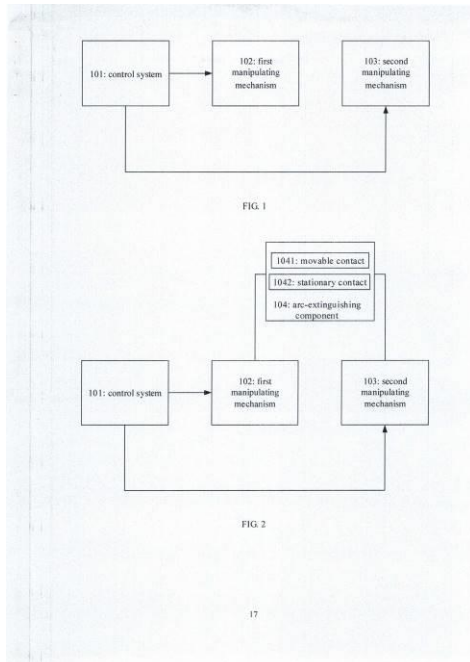 101: control system
102: first
manipulating
mechanism
103: second
manipulating
mechanism
FIG. 1
1041: movable contact
1042: stationary contact
104: arc-extinguishing
component
101: control system
102: first
manipulating
mechanism
103: second
manipulating
mechanism
FIG. 2
17